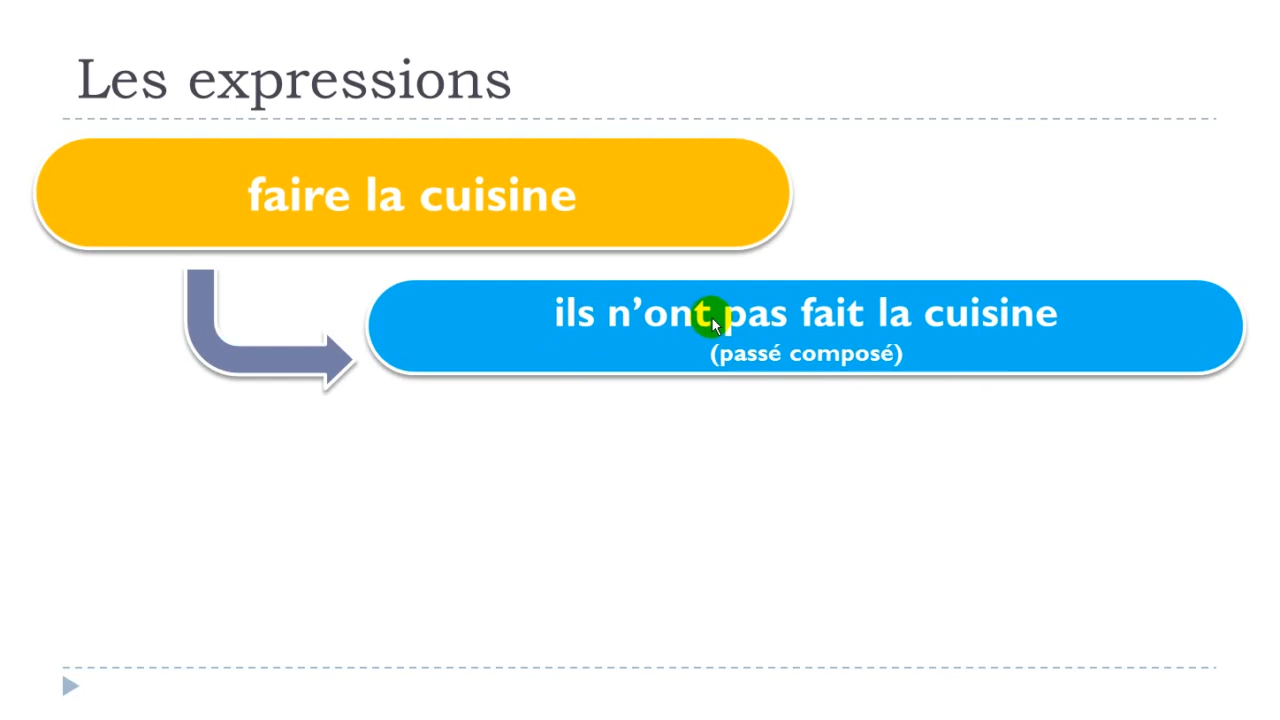 Les expressions
faire la cuisine
ils n’ont pas fait la cuisine
(passé composé)